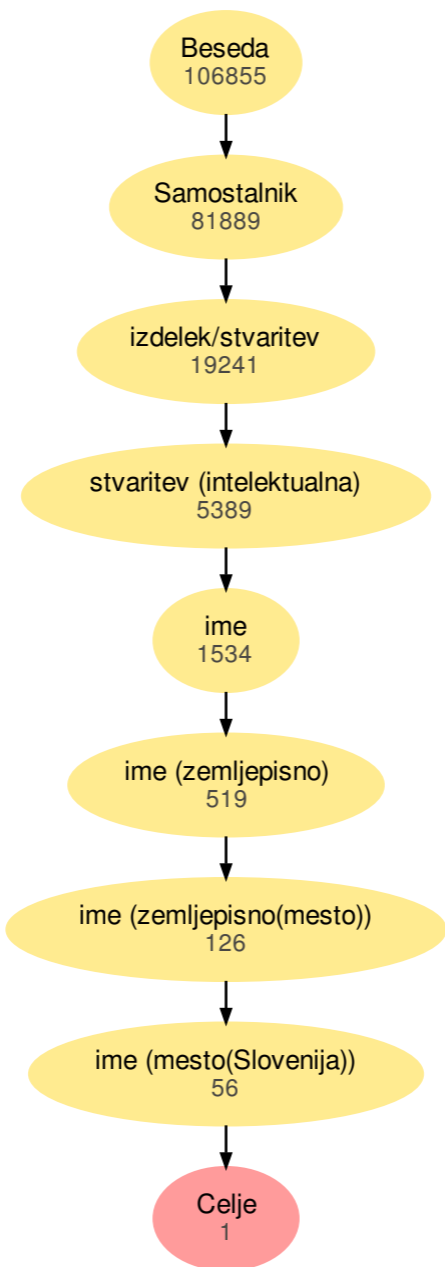 Beseda
106855
Samostalnik
81889
izdelek/stvaritev
19241
stvaritev (intelektualna)
5389
ime
1534
ime (zemljepisno)
519
ime (zemljepisno(mesto))
126
ime (mesto(Slovenija))
56
Celje
1